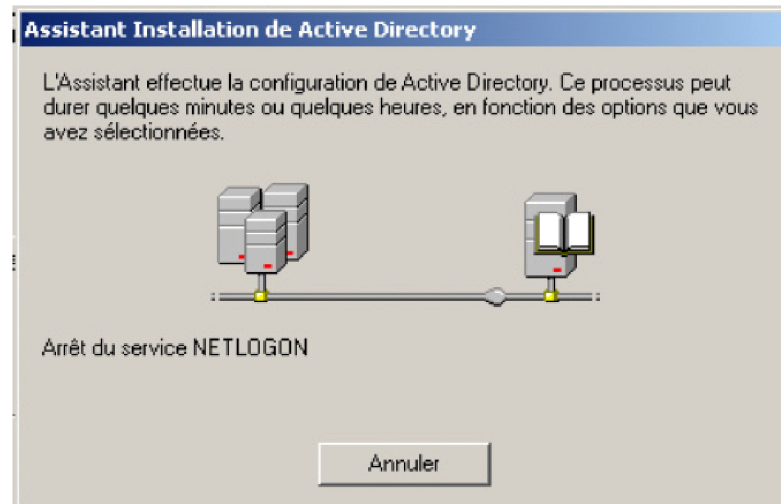 Assistant Installation de Active Directory
L'Assistant effectue la configuration de Active Directory. Ce processus peut
durer quelques minutes ou quelques heures, en fonction des options que vous
avez sélectionnées.
Arrêt du service NETLOGON
Annuler